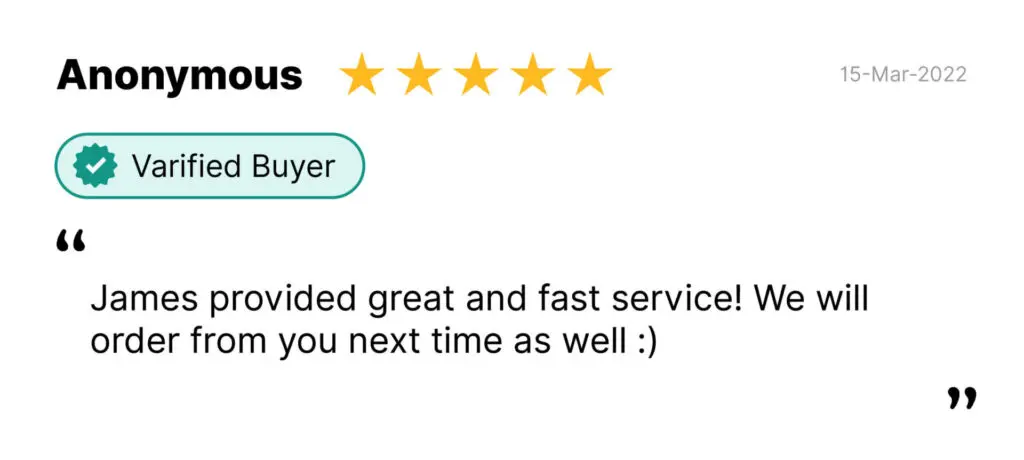 Anonymous 15-Mar-2022
Varified Buyer
“
James provided great and fast service! We will
order from you next time as well :)
”